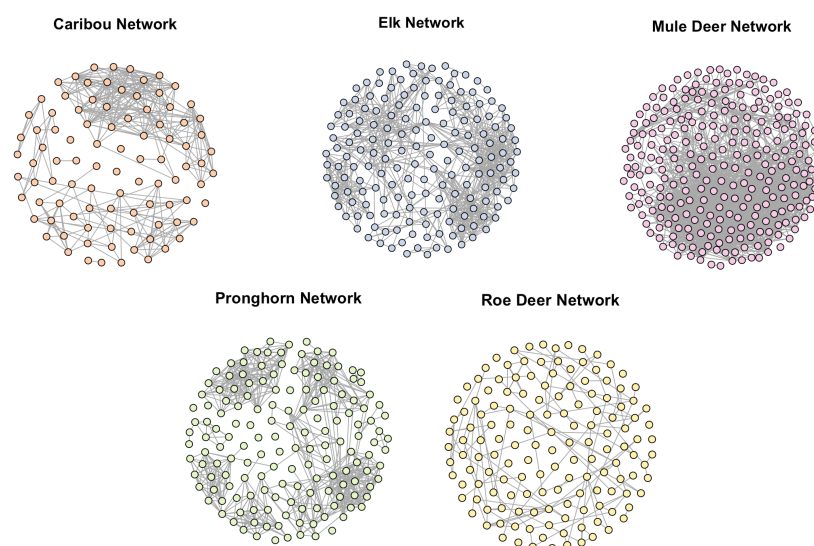 Caribou Network
Elk Network
Mule Deer Network
Pronghorn Network
Roe Deer Network